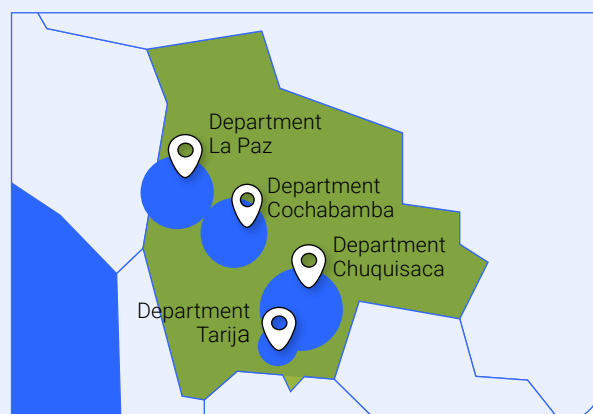 Department
La Paz
Department
Cochabamba
Department
Chuquisaca
Department
Tarija